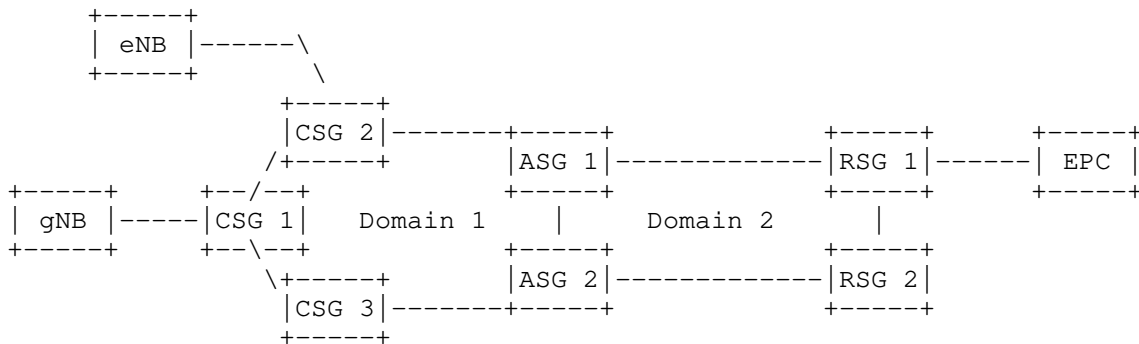 eNB
CSG 2
ASG 1 RSG 1 EPC
gNB CSG 1 Domain 1 Domain 2
ASG 2 RSG 2
CSG 3